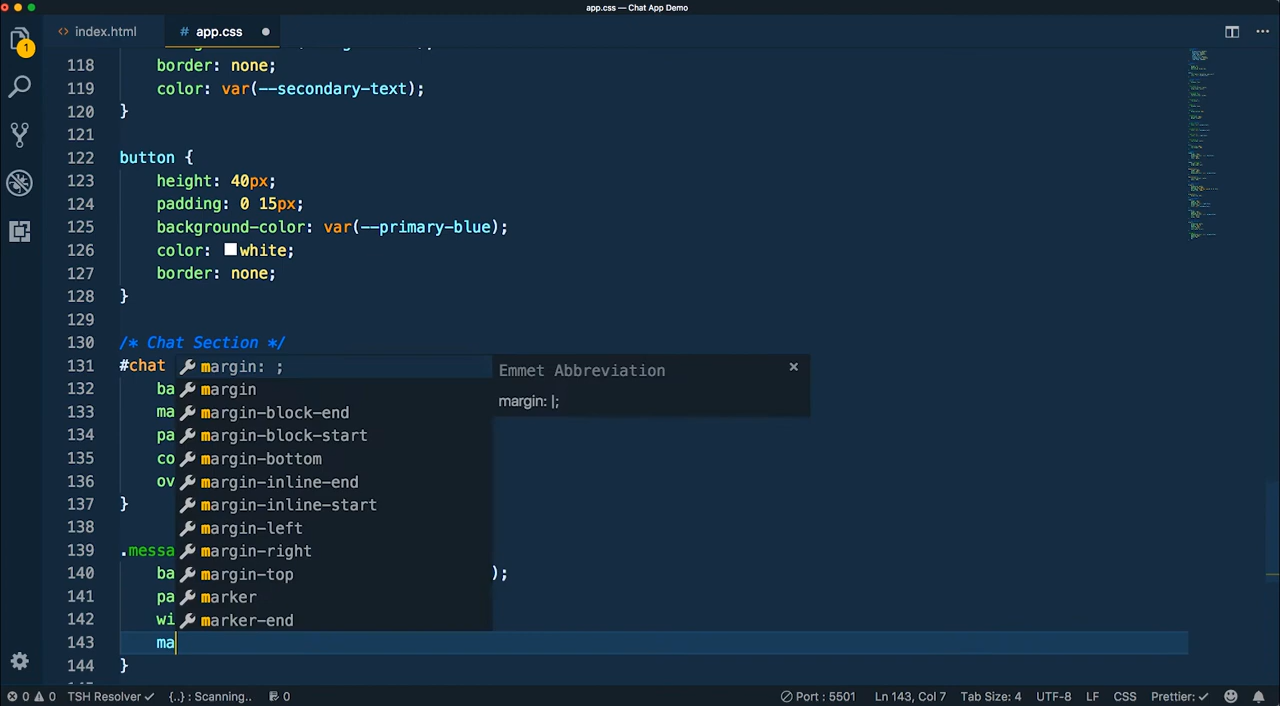 app.css — Chat App Demo
index.html
# app.css
1
118 border: none;
119 color: var(--secondary-text);
120 }
121
122 button {
123 height: 40px;
124 padding: 0 15px;
125 background-color: var(--primary-blue);
126 color: white;
127 border: none;
128 }
129
130 /* Chat Section */
131 #chat
132 ba
133 ma
134 pa
135 co
136 ov
137 }
138
139 .messa
140 ba );
141 pa
142 wi
143 ma
144 }
margin: ;
margin
margin-block-end
margin-block-start
margin-bottom
margin-inline-end
margin-inline-start
margin-left
margin-right
margin-top
marker
marker-end
Emmet Abbreviation
margin: |;
0 0 TSH Resolver ✓ {..} : Scanning.. 0 Port : 5501 Ln 143, Col 7 Tab Size: 4 UTF-8 LF CSS Prettier: ✓